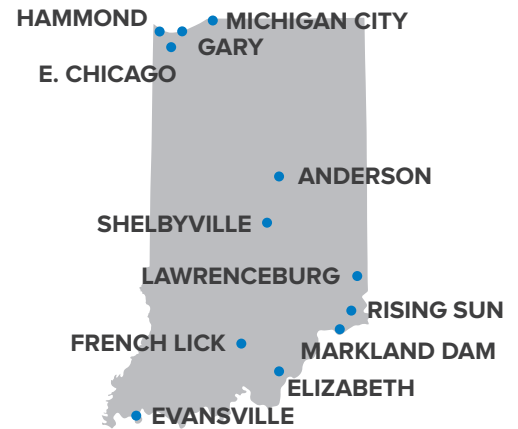 HAMMOND
MICHIGAN CITY
GARY
E. CHICAGO
ANDERSON
SHELBYVILLE
LAWRENCEBURG
RISING SUN
FRENCH LICK
MARKLAND DAM
ELIZABETH
EVANSVILLE